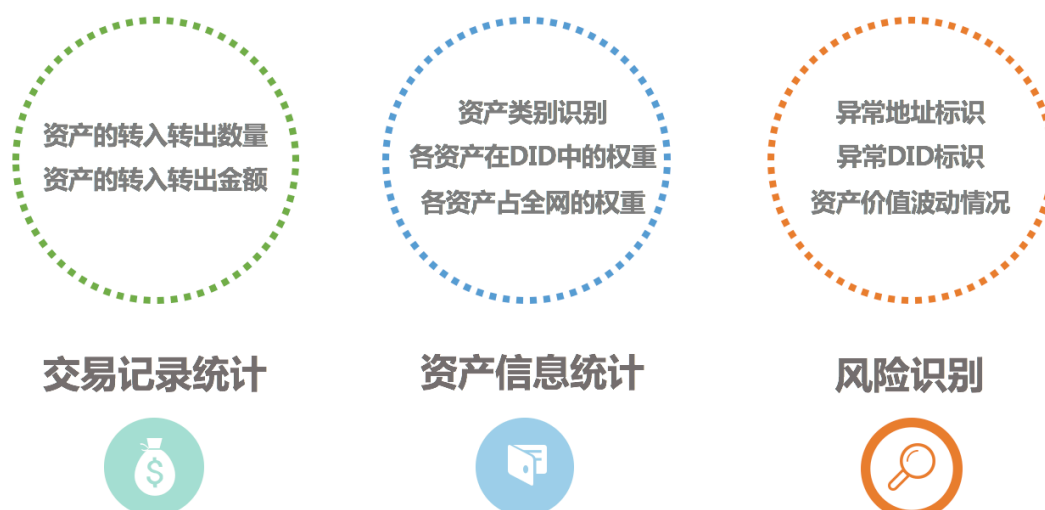 资产的转入转出数量
资产的转入转出金额
资产类别识别
各资产在DID中的权重
各资产占全网的权重
异常地址标识
异常DID标识
资产价值波动情况
交易记录统计
资产信息统计
风险识别
$